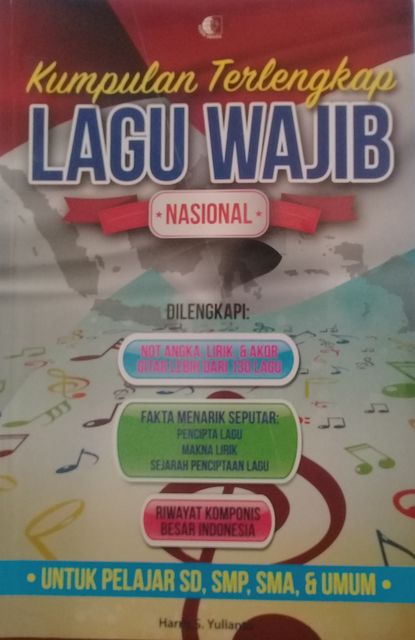 Kumpulan Terlengkap
LAGU WAJIB
NASIONAL
DILENGKAPI:
NOT ANGKA, LIRIK, & AKOR
GITAR LEBIH DARI 130 LAGU
FAKTA MENARIK SEPUTAR:
PENCIPTA LAGU
MAKNA LIRIK
SEJARAH PENCIPTAAN LAGU
RIWAYAT KOMPONIS
BESAR INDONESIA
• UNTUK PELAJAR SD, SMP, SMA, & UMUM •
S. Yulianto